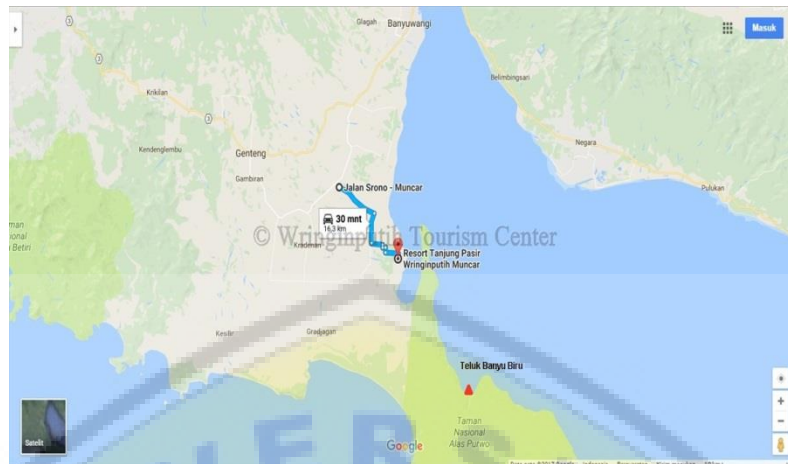 Glagah
Banyuwangi
Masuk
Belimbingsari
Krikilan
Kendenglembu
Genteng
Gambiran
Negara
Pulukan
Jalan Srono - Muncar
30 mnt
16,3 km
© Wringinputih Tourism Center
Kradenan
Resort Tanjung Pasir
Wringinputih Muncar
Kesilir
Gradjagan
Teluk Banyu Biru
Taman
Nasional
Alas Purwo
Satelit
Google